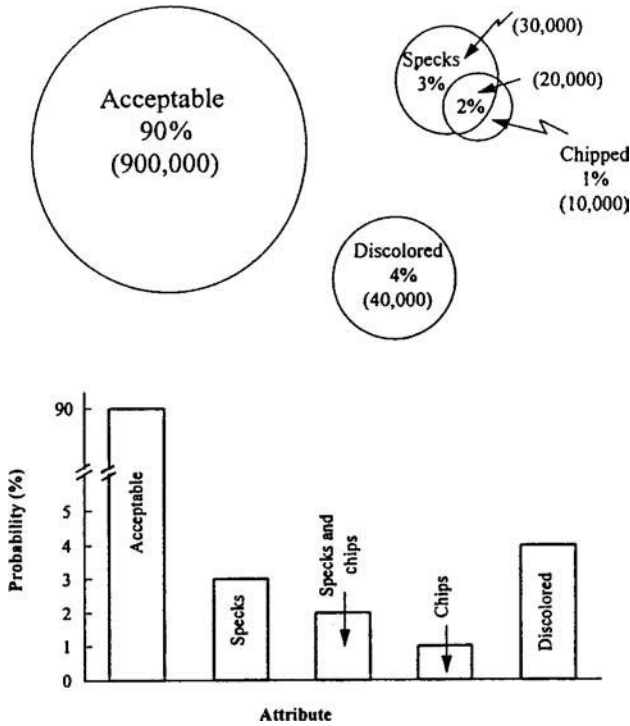 Acceptable
90%
(900,000)
Specks
3%
(30,000)
2%
(20,000)
Chipped
1%
(10,000)
Discolored
4%
(40,000)
Probability (%)
90
5
4
3
2
1
0
Acceptable
Specks
Specks and
chips
Chips
Discolored
Attribute